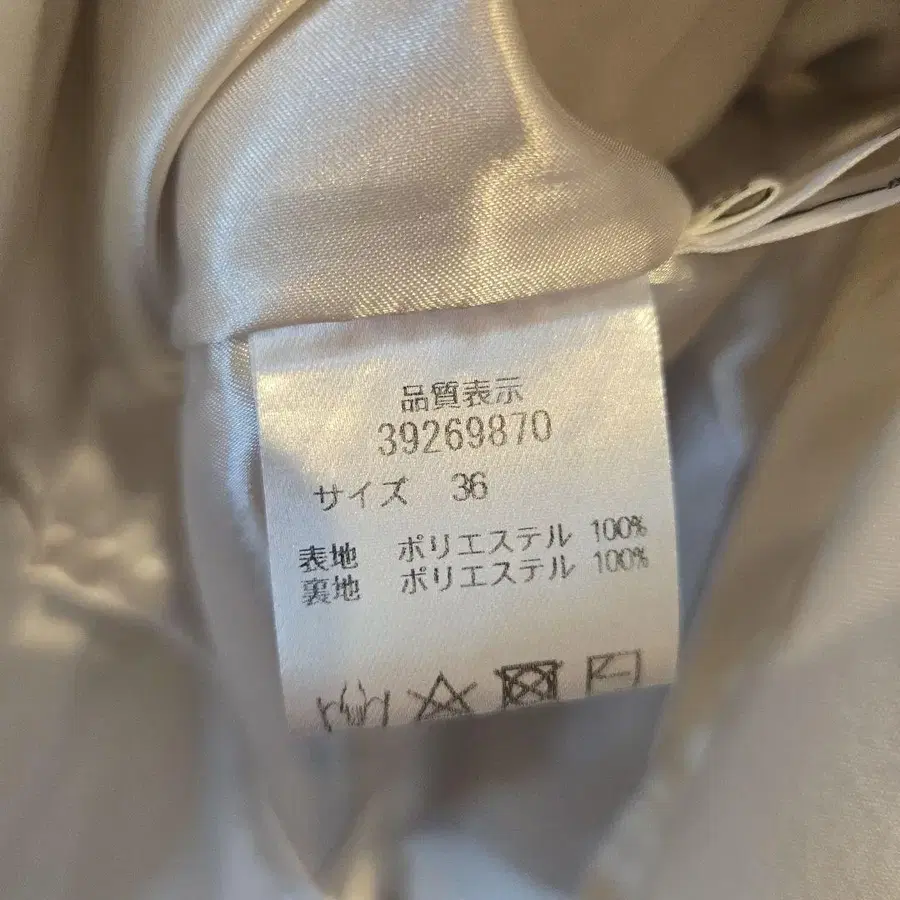 品質表示
39269870
サイズ 36
表地 ポリエステル 100%
裏地 ポリエステル 100%